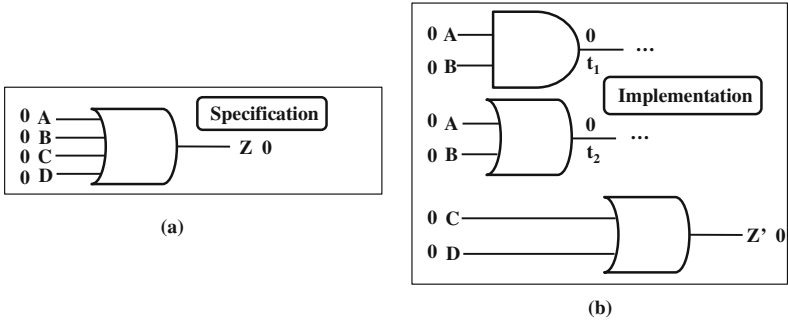 0 A
0 B
0 C
0 D
Specification
Z 0
(a)
0 A
0 B
0
t1
...
Implementation
0 A
0 B
0
t2
...
0 C
0 D
Z’ 0
(b)